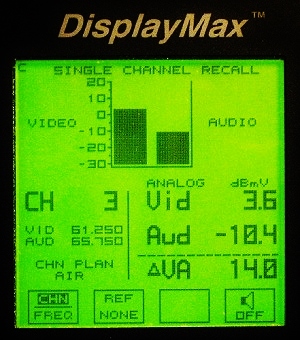 DisplayMax™
C SINGLE CHANNEL RECALL
20
10
0
VIDEO -10 AUDIO
-20
-30
ANALOG dBmV
CH 3 Vid 3.6
VID 61.250
AUD 65.750 Aud -10.4
CHN PLAN
AIR ΔVA 14.0
CHN REF
FREQ NONE OFF